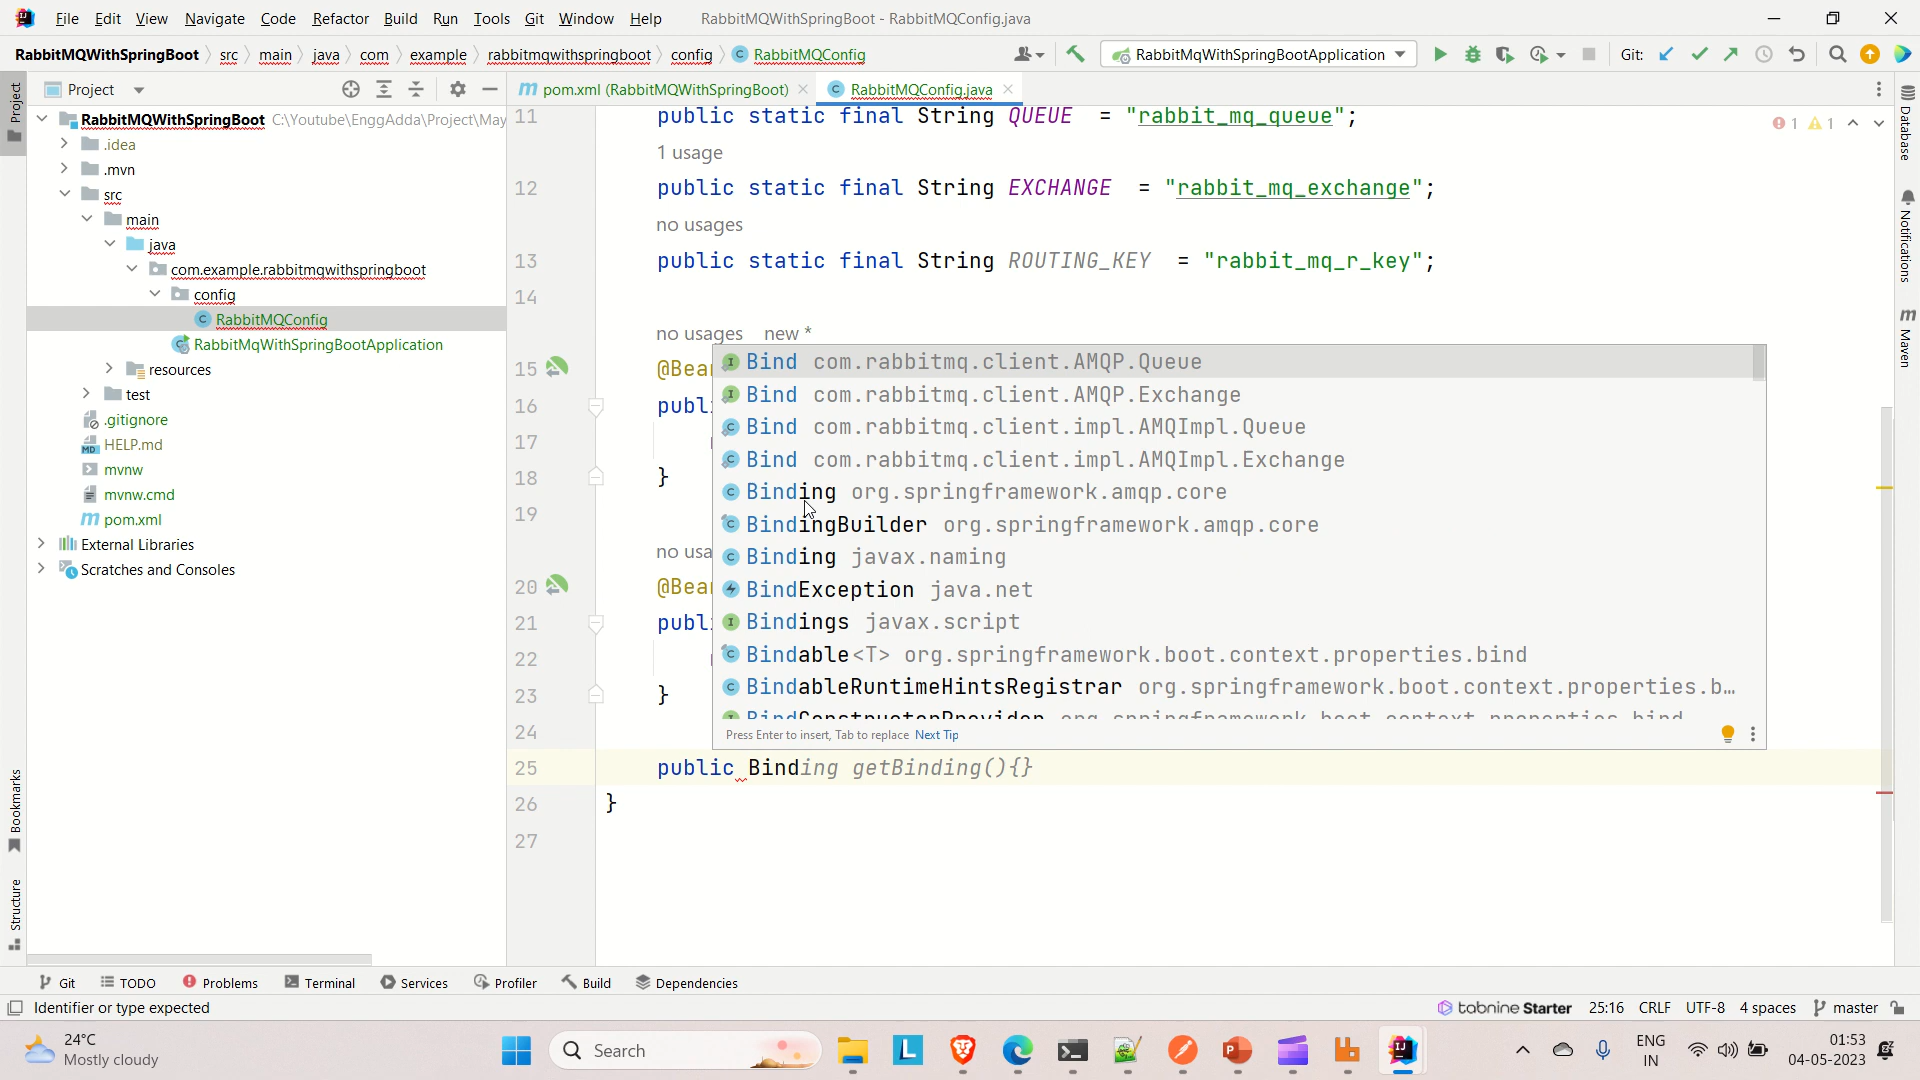 File Edit View Navigate Code Refactor Build Run Tools Git Window Help RabbitMQWithSpringBoot - RabbitMQConfig.java
RabbitMQWithSpringBoot src main java com example rabbitmqwithspringboot config RabbitMQConfig RabbitMqWithSpringBootApplication Git:
Project
pom.xml (RabbitMQWithSpringBoot) RabbitMQConfig.java
Project
RabbitMQWithSpringBoot C:\Youtube\EnggAdda\Project\May
.idea
.mvn
src
main
java
com.example.rabbitmqwithspringboot
config
RabbitMQConfig
RabbitMqWithSpringBootApplication
resources
test
.gitignore
HELP.md
mvnw
mvnw.cmd
pom.xml
External Libraries
Scratches and Consoles
Bookmarks
Structure
11 public static final String QUEUE = "rabbit_mq_queue";
1 1
1 usage
12 public static final String EXCHANGE = "rabbit_mq_exchange";
no usages
13 public static final String ROUTING_KEY = "rabbit_mq_r_key";
14
no usages new *
15 @Bea
16 publ
17
18 }
19
no usa
20 @Bea
21 publ
22
23 }
24
25 public Binding getBinding(){}
26 }
27
Bind com.rabbitmq.client.AMQP.Queue
Bind com.rabbitmq.client.AMQP.Exchange
Bind com.rabbitmq.client.impl.AMQImpl.Queue
Bind com.rabbitmq.client.impl.AMQImpl.Exchange
Binding org.springframework.amqp.core
BindingBuilder org.springframework.amqp.core
Binding javax.naming
BindException java.net
Bindings javax.script
Bindable<T> org.springframework.boot.context.properties.bind
BindableRuntimeHintsRegistrar org.springframework.boot.context.properties.b…
BindConstructorProvider org.springframework.boot.context.properties.bind
Press Enter to insert, Tab to replace Next Tip
Database
Notifications
Maven
Git TODO Problems Terminal Services Profiler Build Dependencies
Identifier or type expected
tabnine Starter 25:16 CRLF UTF-8 4 spaces master
24°C
Mostly cloudy
Search
ENG
IN
01:53
04-05-2023